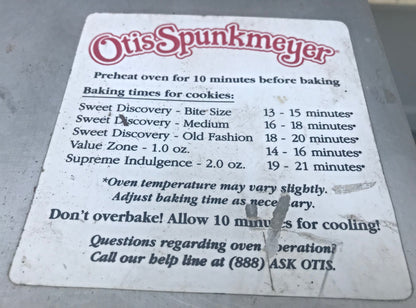 Otis Spunkmeyer®
Preheat oven for 10 minutes before baking
Baking times for cookies:
Sweet Discovery - Bite Size 13 - 15 minutes*
Sweet Discovery - Medium 16 - 18 minutes*
Sweet Discovery - Old Fashion 18 - 20 minutes*
Value Zone - 1.0 oz. 14 - 16 minutes*
Supreme Indulgence - 2.0 oz. 19 - 21 minutes*
*Oven temperature may vary slightly.
Adjust baking time as necessary.
Don't overbake! Allow 10 minutes for cooling!
Questions regarding oven operation?
Call our help line at (888) ASK OTIS.